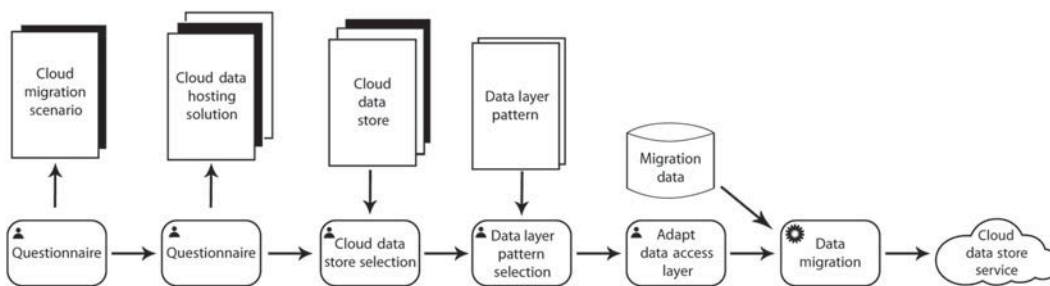 Cloud
migration
scenario
Cloud data
hosting
solution
Cloud
data
store
Data layer
pattern
Migration
data
Questionnaire
Questionnaire
Cloud data
store selection
Data layer
pattern
selection
Adapt
data access
layer
Data
migration
Cloud
data store
service